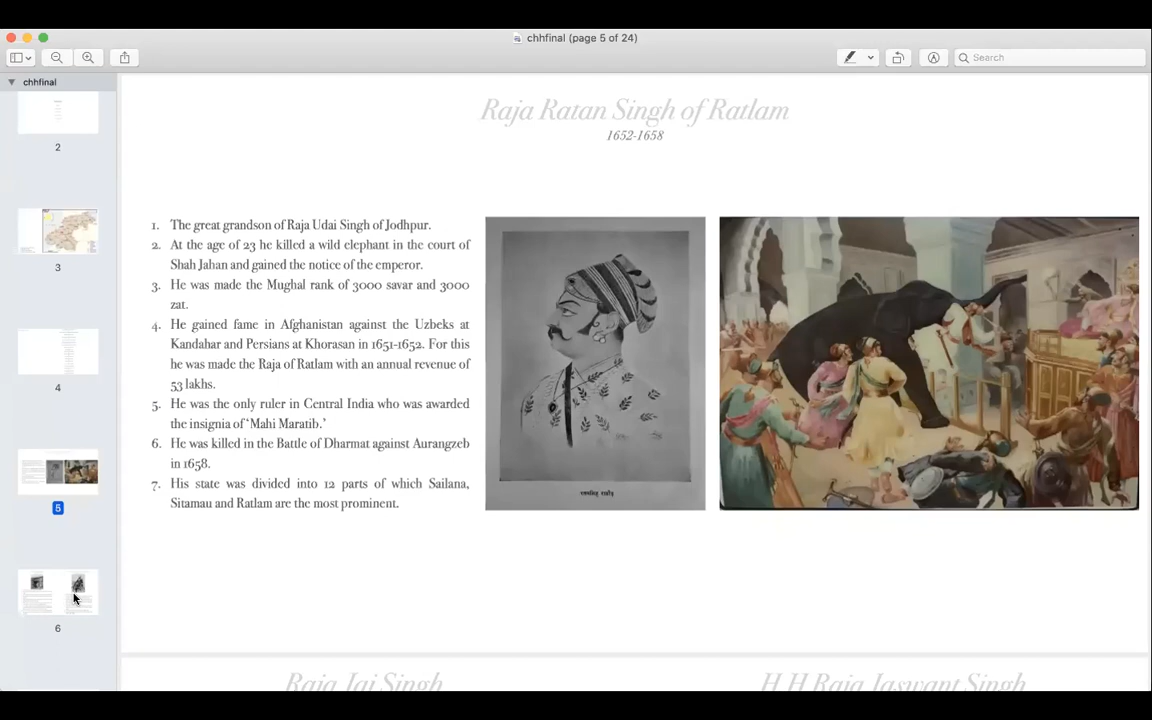 chhfinal (page 5 of 24)
Search
chhfinal
2
3
4
5
6
Raja Ratan Singh of Ratlam
1652-1658
1. The great grandson of Raja Udai Singh of Jodhpur.
2. At the age of 23 he killed a wild elephant in the court of
Shah Jahan and gained the notice of the emperor.
3. He was made the Mughal rank of 3000 savar and 3000
zat.
4. He gained fame in Afghanistan against the Uzbeks at
Kandahar and Persians at Khorasan in 1651-1652. For this
he was made the Raja of Ratlam with an annual revenue of
53 lakhs.
5. He was the only ruler in Central India who was awarded
the insignia of ‘Mahi Maratib.’
6. He was killed in the Battle of Dharmat against Aurangzeb
in 1658.
7. His state was divided into 12 parts of which Sailana,
Sitamau and Ratlam are the most prominent.
Raja Jai Singh
H H Raja Jaswant Singh